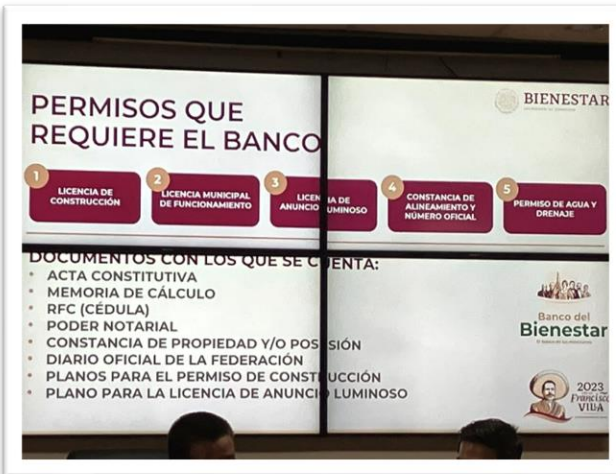 PERMISOS QUE
REQUIERE EL BANCO
BIENESTAR
1
LICENCIA DE
CONSTRUCCIÓN
2
LICENCIA MUNICIPAL
DE FUNCIONAMIENTO
3
LICENCIA DE
ANUNCIO LUMINOSO
4
CONSTANCIA DE
ALINEAMIENTO Y
NÚMERO OFICIAL
5
PERMISO DE AGUA Y
DRENAJE
DOCUMENTOS CON LOS QUE SE CUENTA:
• ACTA CONSTITUTIVA
• MEMORIA DE CÁLCULO
• RFC (CÉDULA)
• PODER NOTARIAL
• CONSTANCIA DE PROPIEDAD Y/O POSESIÓN
• DIARIO OFICIAL DE LA FEDERACIÓN
• PLANOS PARA EL PERMISO DE CONSTRUCCIÓN
• PLANO PARA LA LICENCIA DE ANUNCIO LUMINOSO
Banco del
Bienestar
2023
Francisco
VILLA